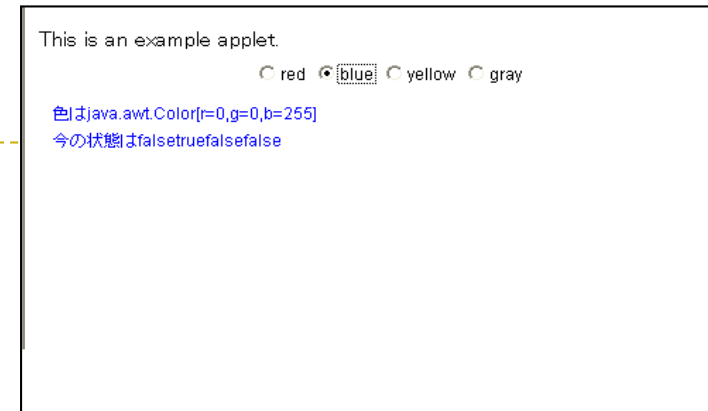 This is an example applet.
red blue yellow gray
色はjava.awt.Color[r=0,g=0,b=255]
今の状態はfalsetruefalsefalse